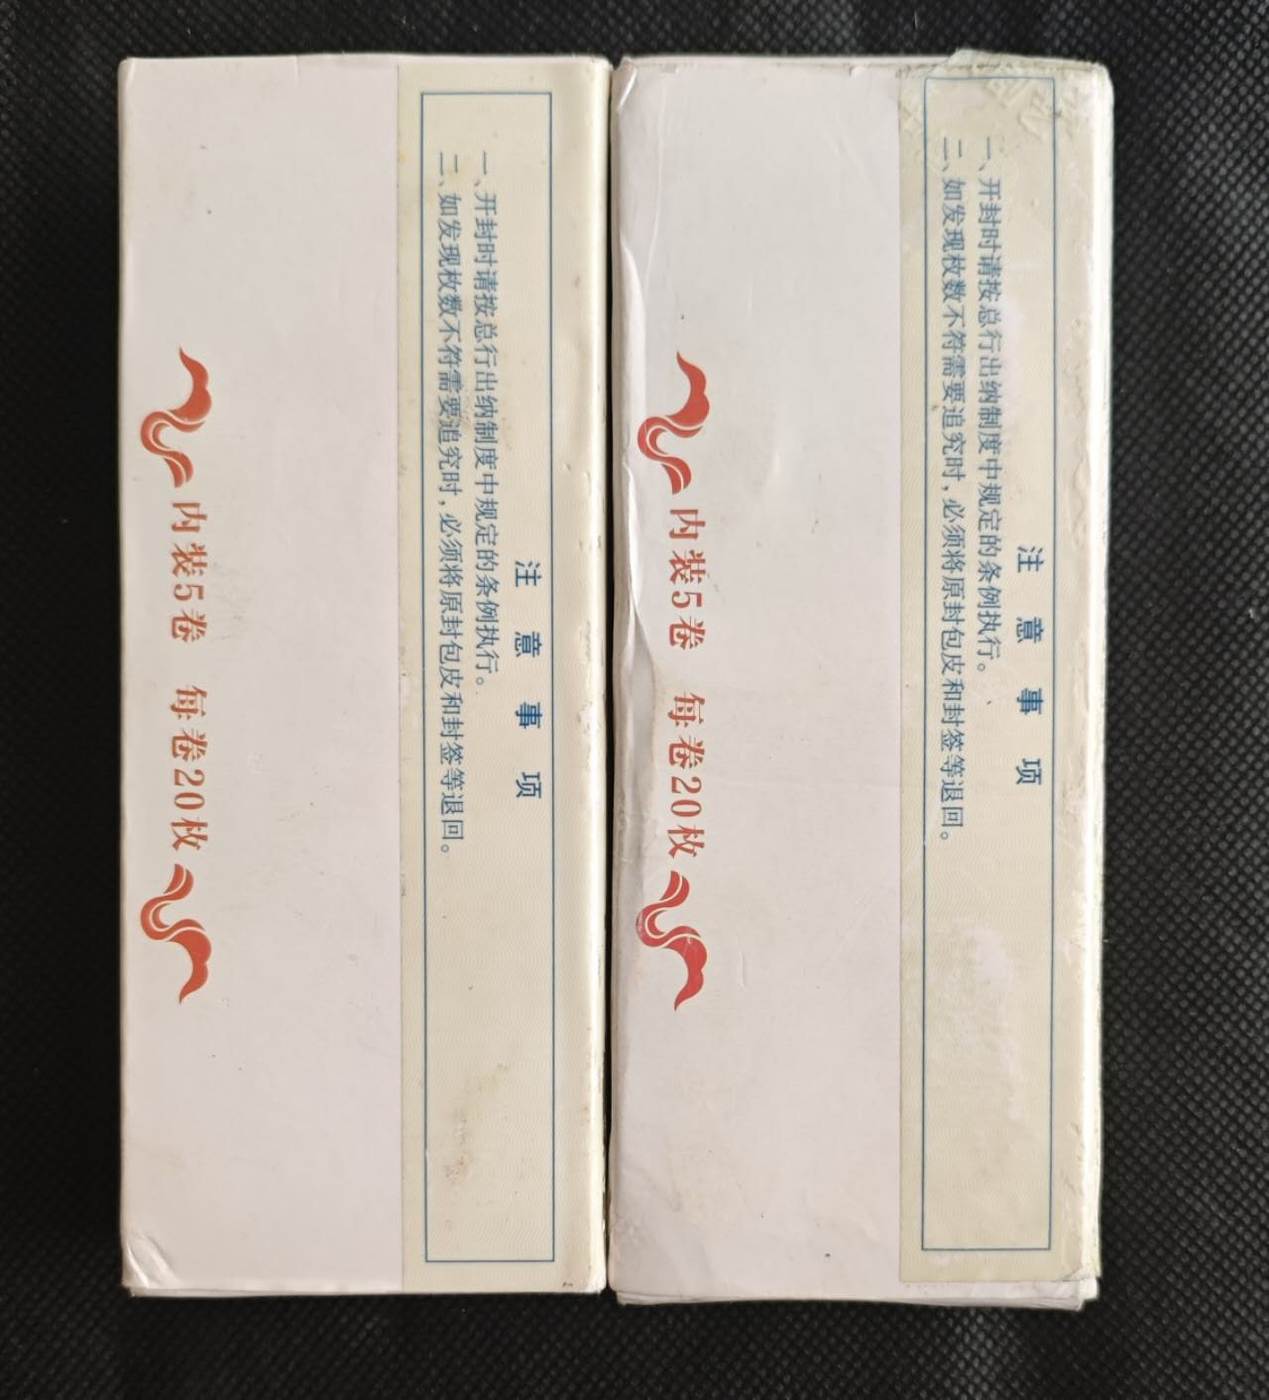 注意事项
一、开封时请按总行出纳制度中规定的条例执行。
二、如发现枚数不符需要追究时，必须将原封包皮和封签等退回。
内装5卷 每卷20枚
注意事项
一、开封时请按总行出纳制度中规定的条例执行。
二、如发现枚数不符需要追究时，必须将原封包皮和封签等退回。
内装5卷 每卷20枚